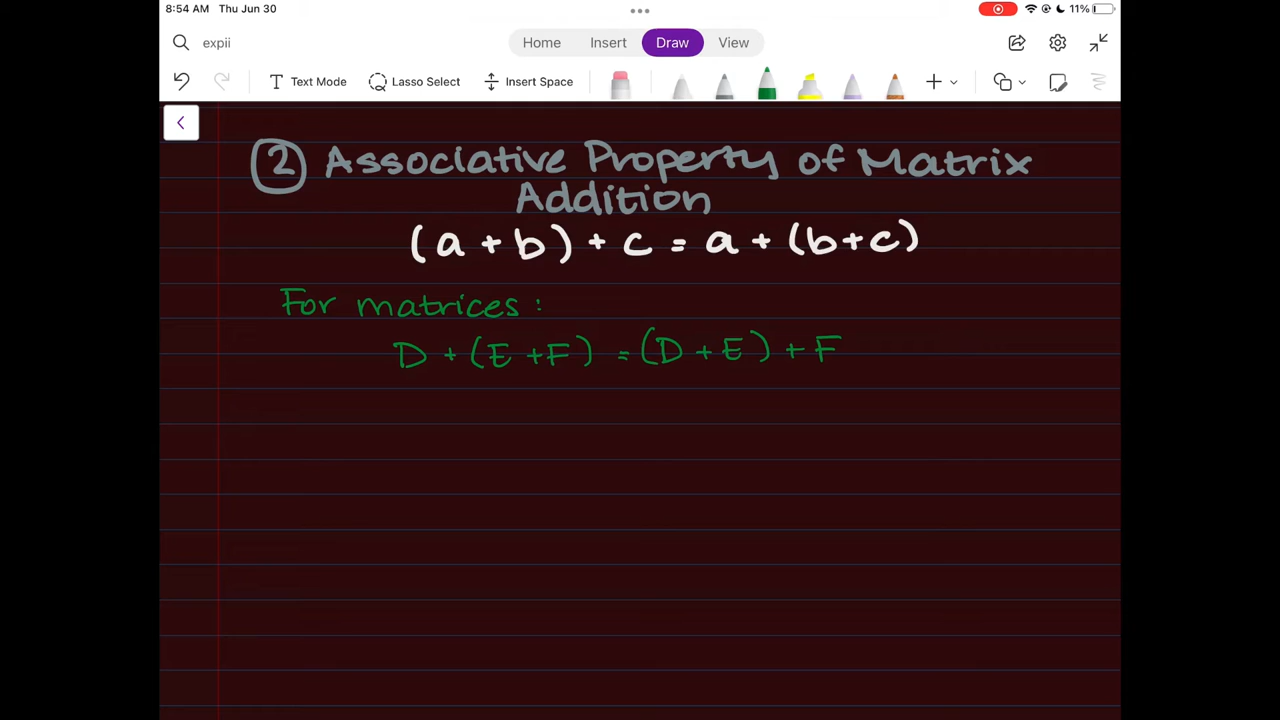 8:54 AM Thu Jun 30
11%
expii
Home Insert Draw View
Text Mode Lasso Select Insert Space
2 Associative Property of Matrix
Addition
(a + b) + c = a + (b+c)
For matrices :
D + (E +F) = (D + E) + F